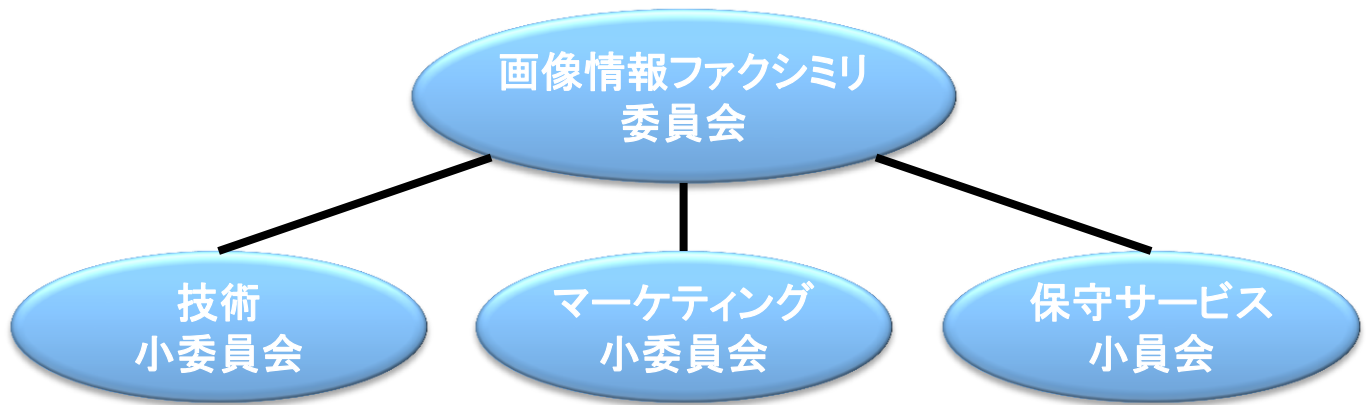 画像情報ファクシミリ
委員会
技術
小委員会
マーケティング
小委員会
保守サービス
小員会